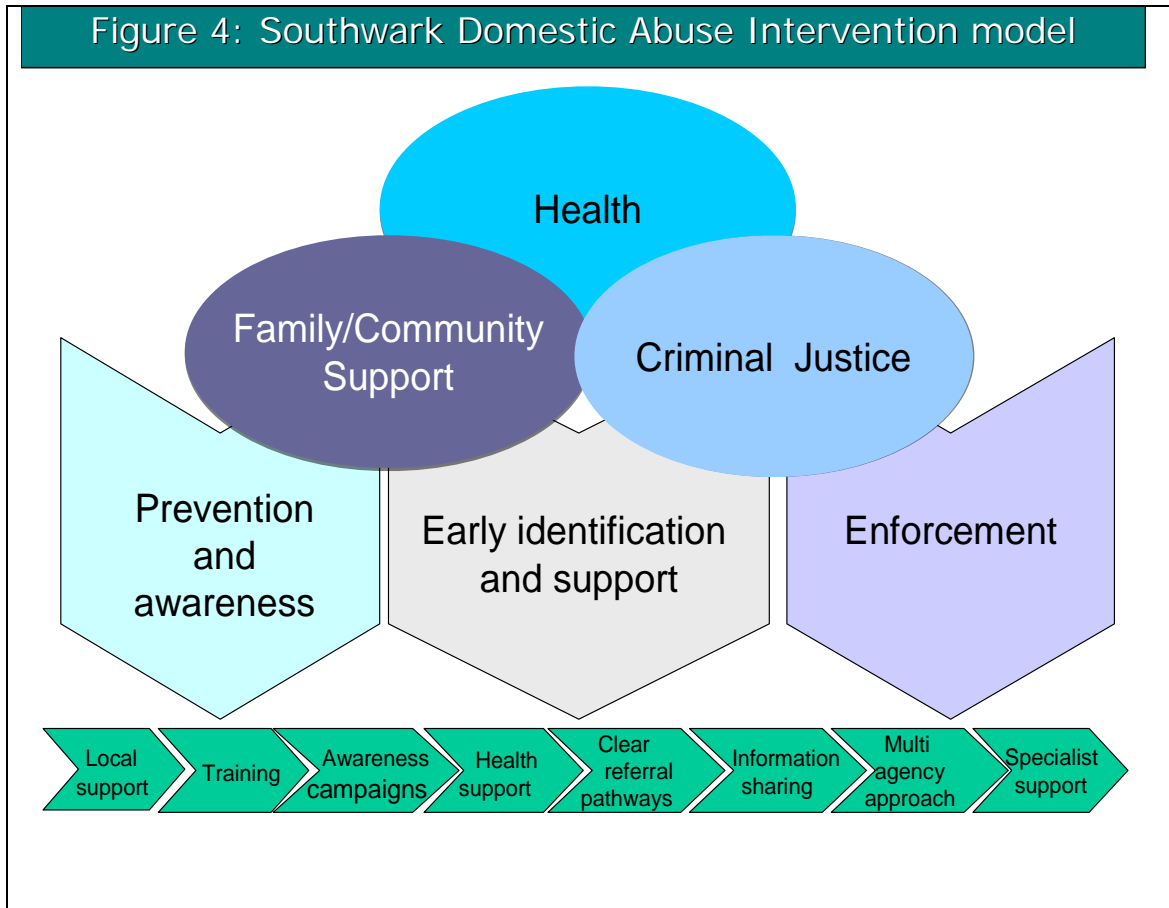 Figure 4: Southwark Domestic Abuse Intervention model
Health
Family/Community
Support
Criminal Justice
Prevention
and
awareness
Early identification
and support
Enforcement
Local
support
Training
Awareness
campaigns
Health
support
Clear
referral
pathways
Information
sharing
Multi
agency
approach
Specialist
support